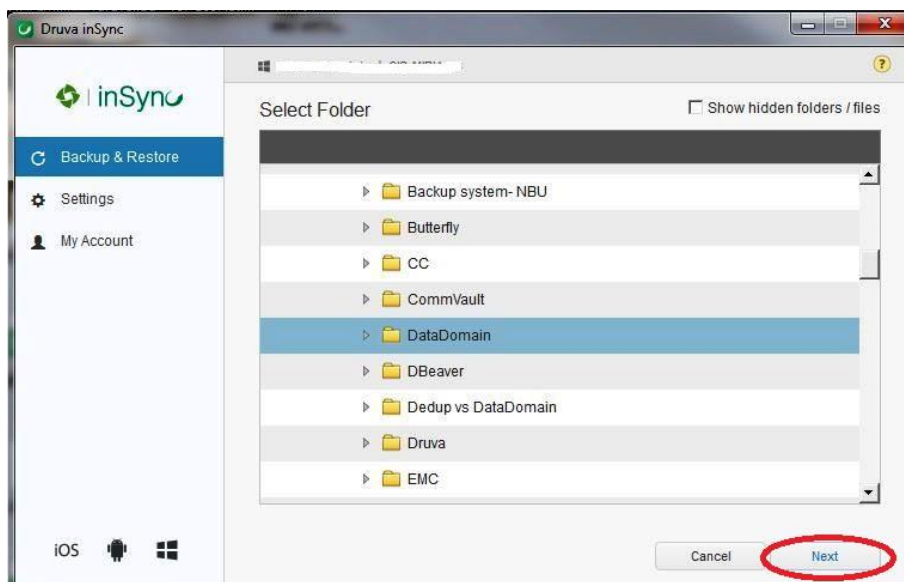 Druva inSync
inSync
Select Folder
Show hidden folders / files
Backup & Restore
Settings
My Account
Backup system- NBU
Butterfly
CC
CommVault
DataDomain
DBeaver
Dedup vs DataDomain
Druva
EMC
iOS
Cancel
Next